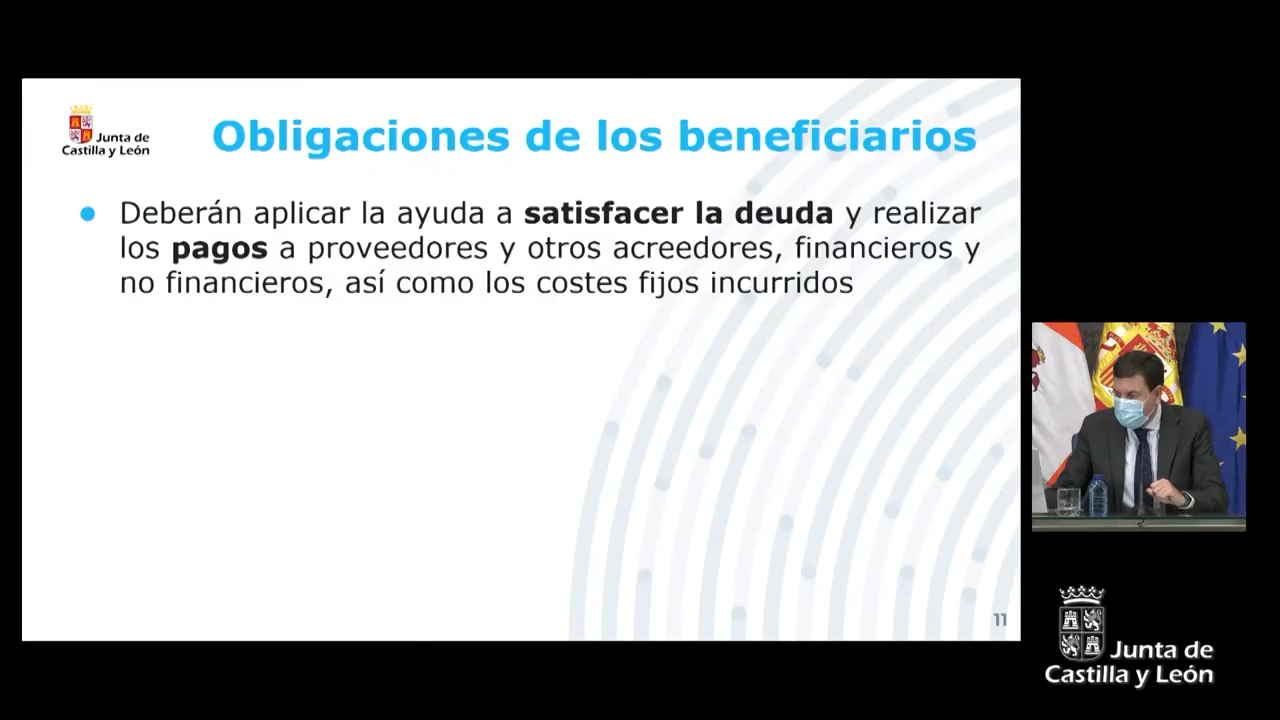 Junta de
Castilla y León
Obligaciones de los beneficiarios
Deberán aplicar la ayuda a satisfacer la deuda y realizar
los pagos a proveedores y otros acreedores, financieros y
no financieros, así como los costes fijos incurridos
11
Junta de
Castilla y León